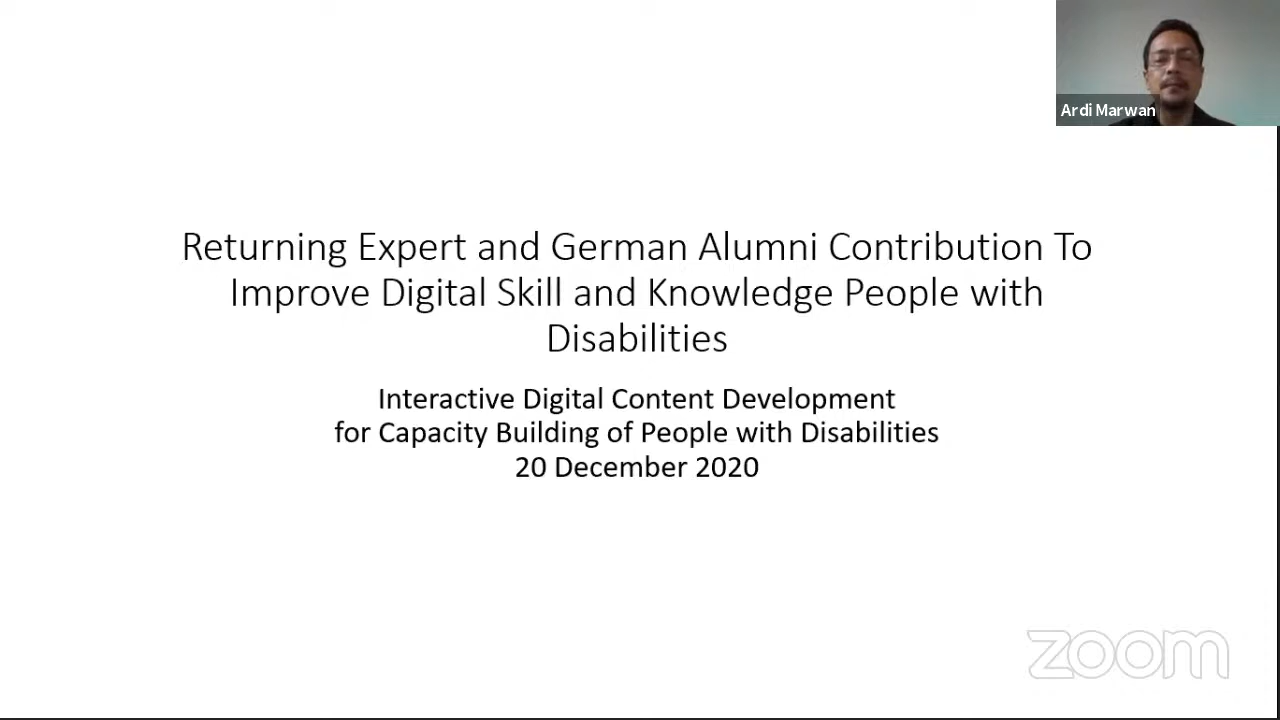 Ardi Marwan
Returning Expert and German Alumni Contribution To
Improve Digital Skill and Knowledge People with
Disabilities
Interactive Digital Content Development
for Capacity Building of People with Disabilities
20 December 2020
zoom